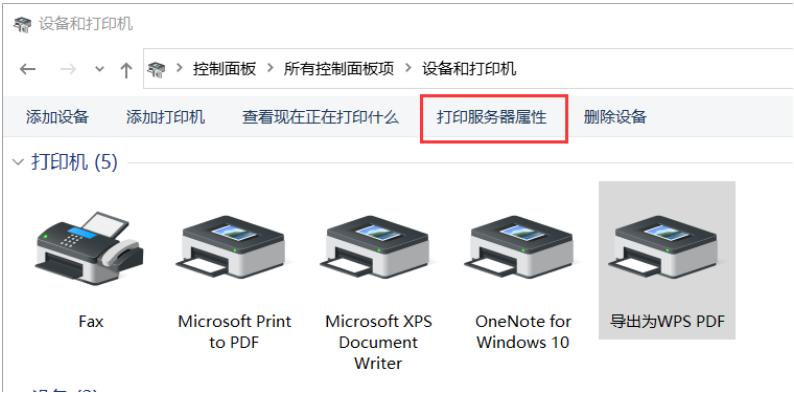 设备和打印机
控制面板 > 所有控制面板项 > 设备和打印机
添加设备 添加打印机 查看现在正在打印什么 打印服务器属性 删除设备
打印机 (5)
Fax
Microsoft Print
to PDF
Microsoft XPS
Document
Writer
OneNote for
Windows 10
导出为WPS PDF